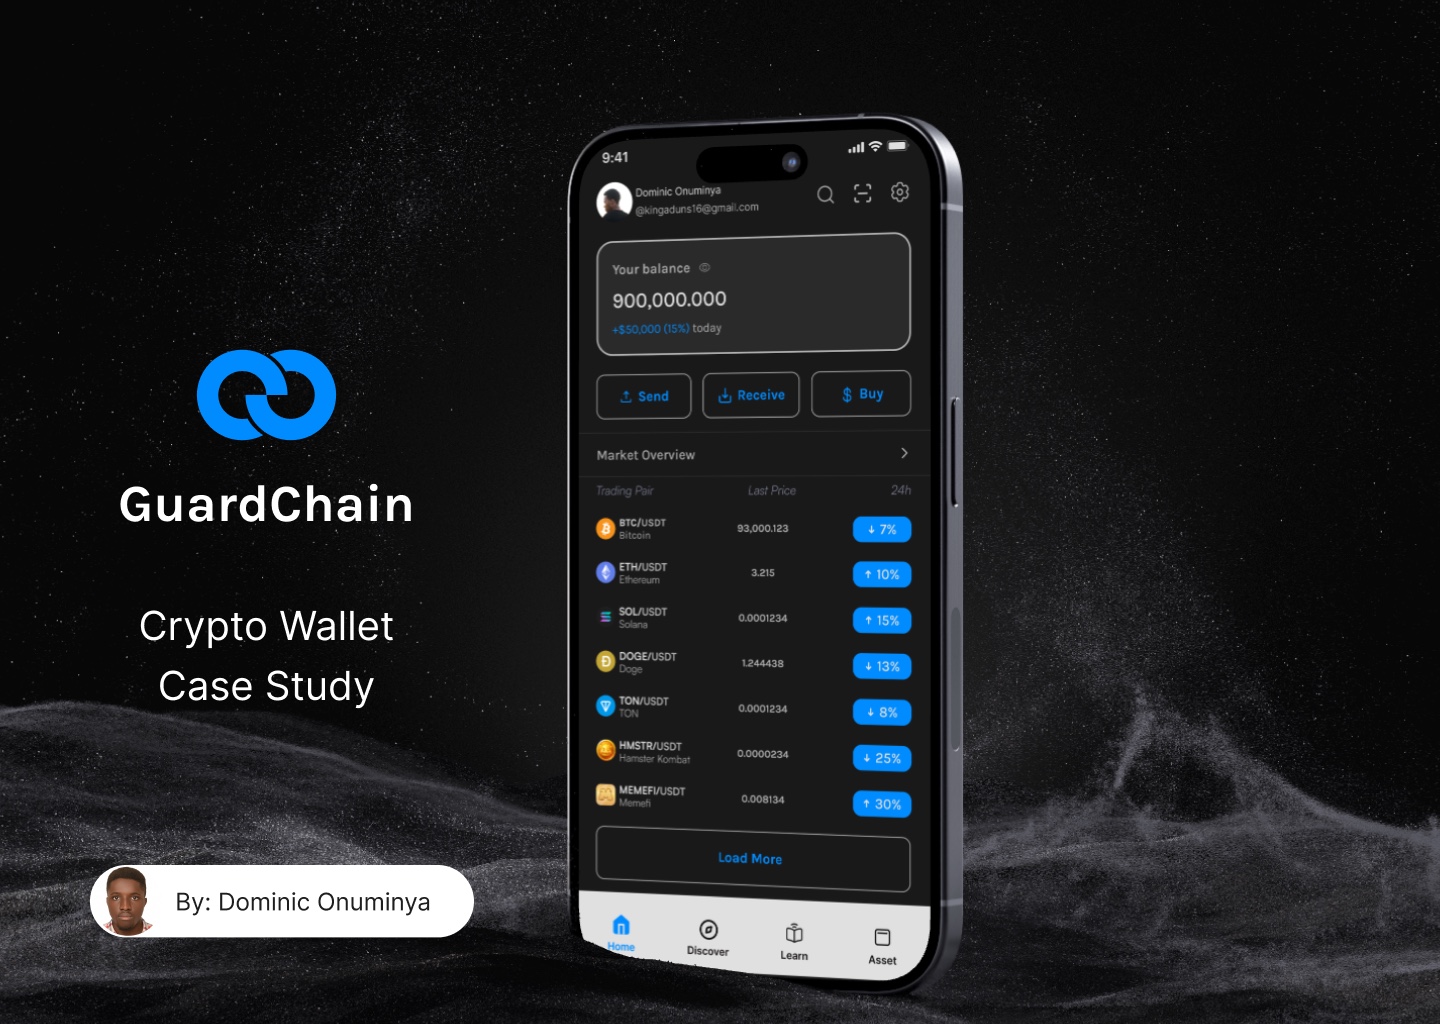 GuardChain
Crypto Wallet
Case Study
By: Dominic Onuminya
9:41
Dominic Onuminya
@kingaduns16@gmail.com
Your balance
900,000.000
+$50,000 (15%) today
Send Receive $ Buy
Market Overview
Trading Pair Last Price 24h
BTC/USDT 93,000.123 ↓ 7%
Bitcoin
ETH/USDT 3.215 ↑ 10%
Ethereum
SOL/USDT 0.0001234 ↑ 15%
Solana
DOGE/USDT 1.244438 ↓ 13%
Doge
TON/USDT 0.0001234 ↓ 8%
TON
HMSTR/USDT 0.0000234 ↓ 25%
Hamster Kombat
MEMEFI/USDT 0.008134 ↑ 30%
Memefi
Load More
Home Discover Learn Asset